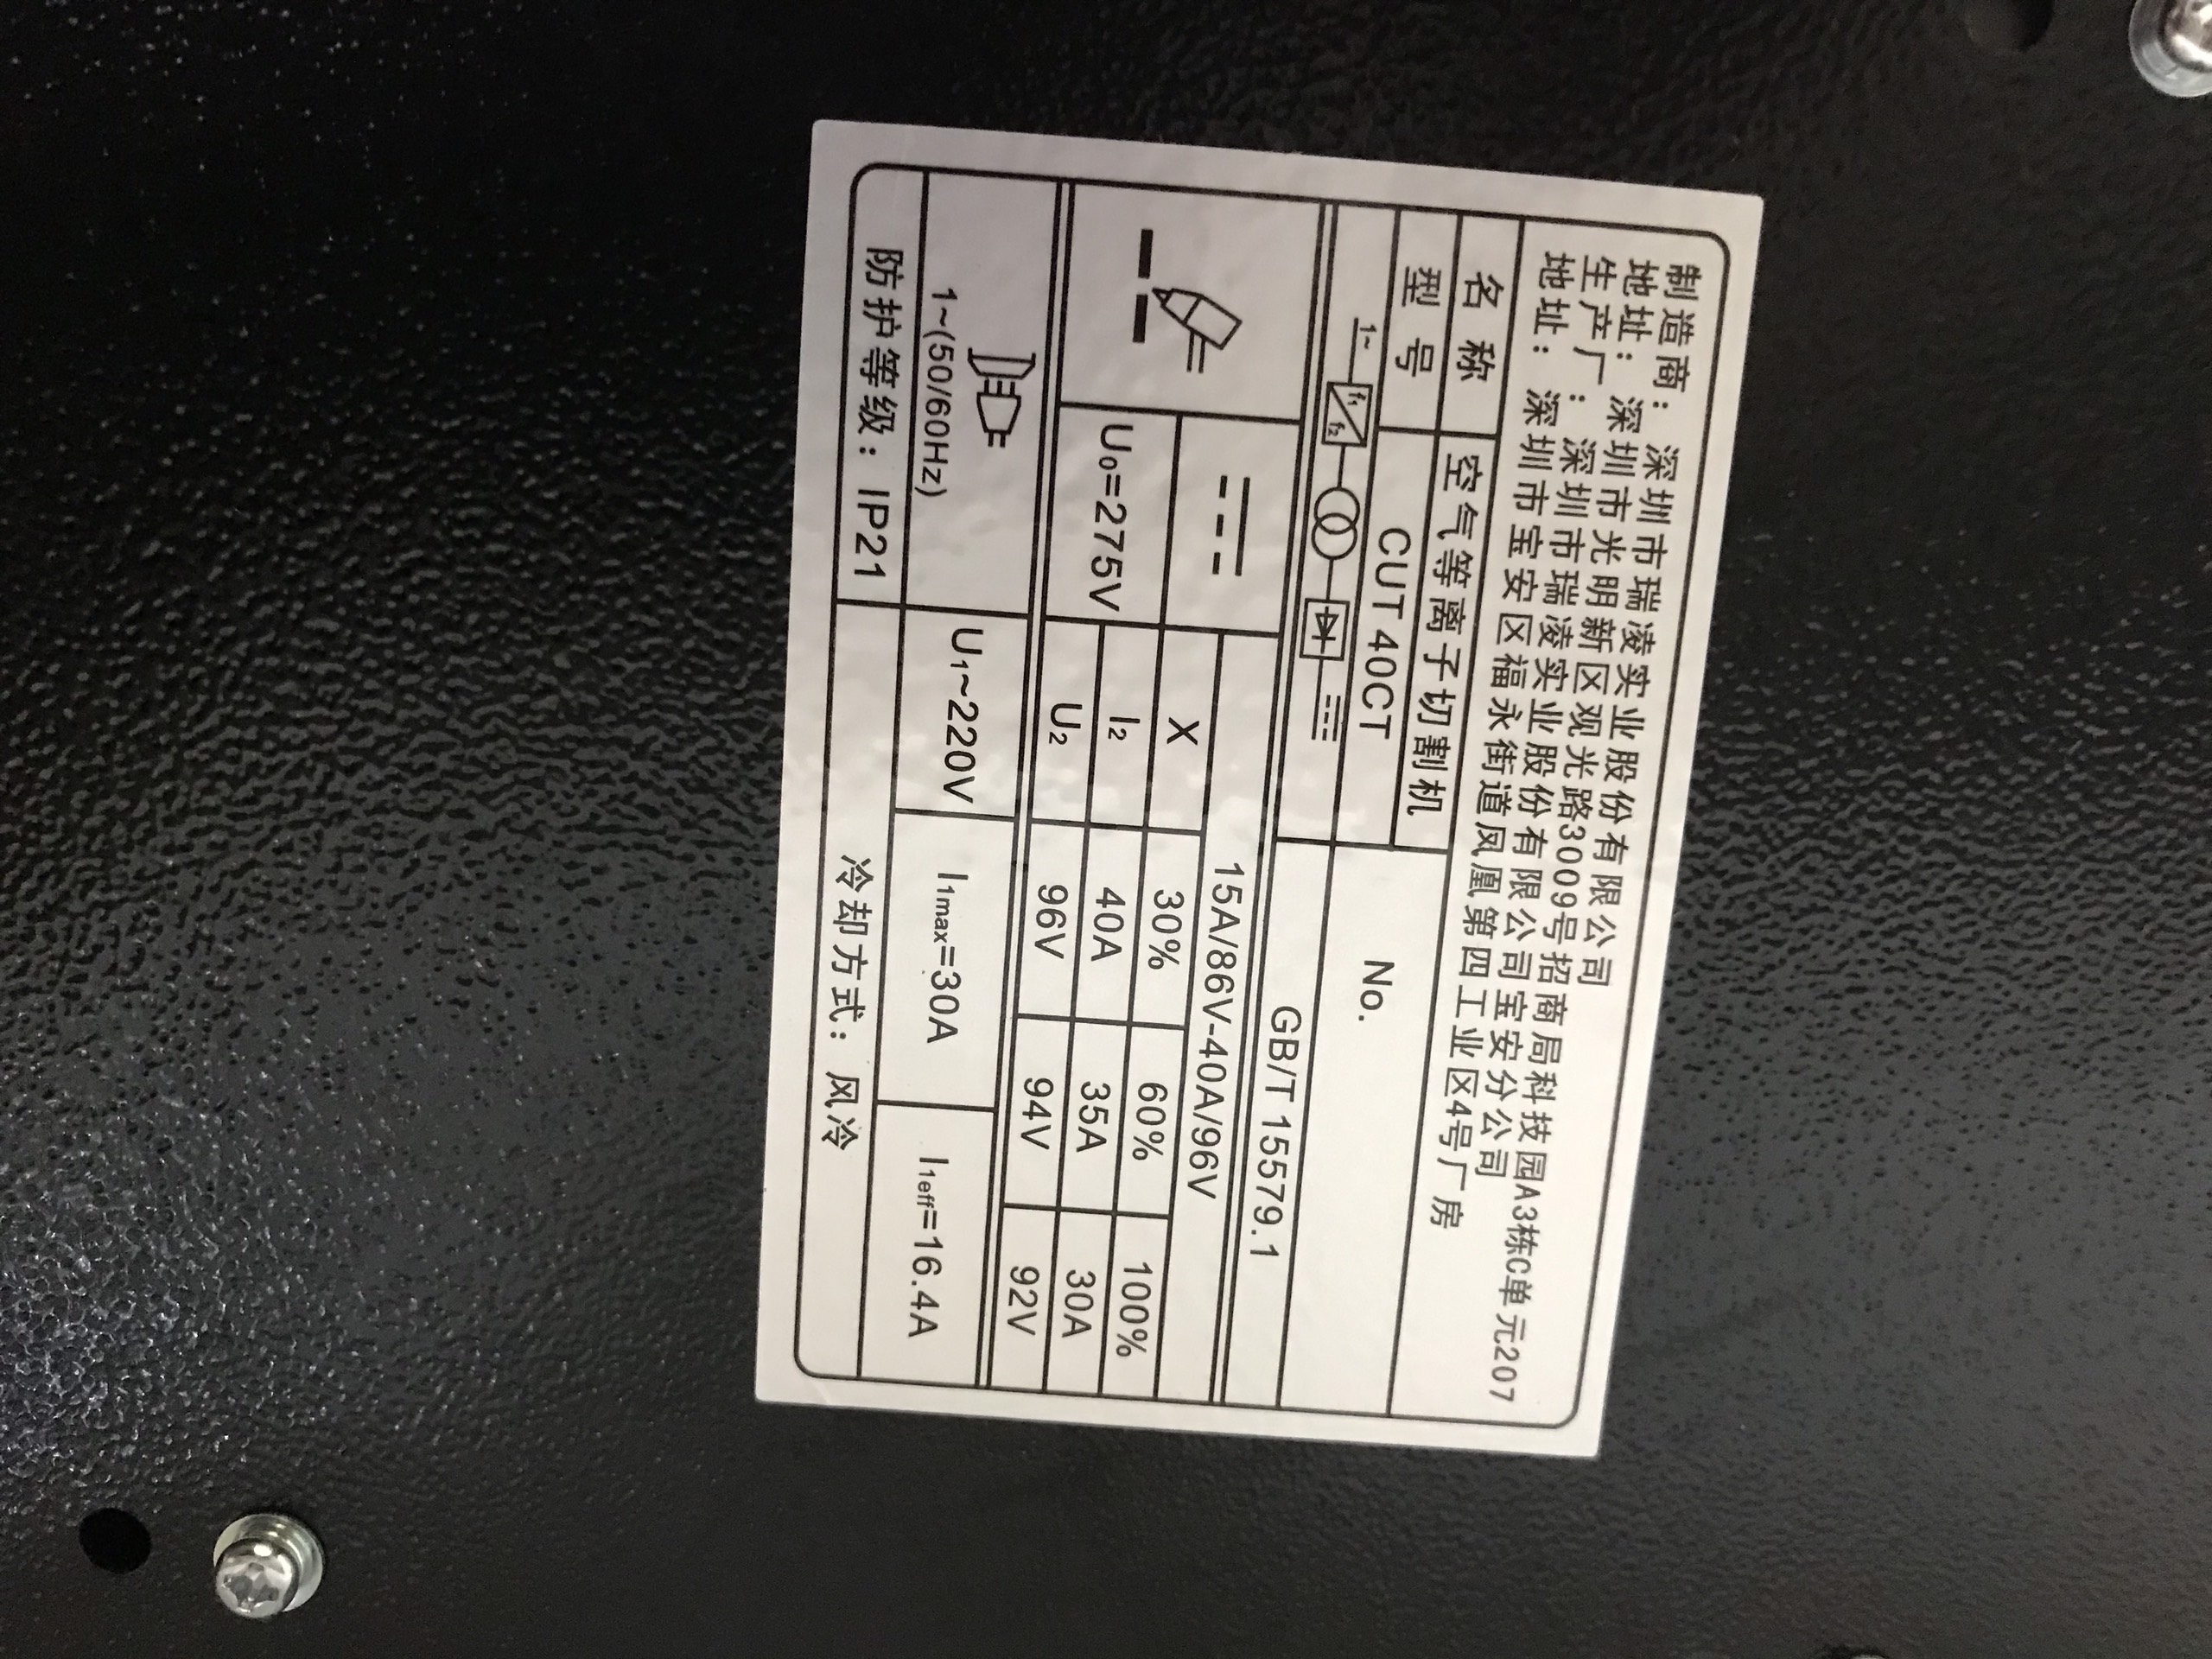 制造商：深圳市瑞凌实业股份有限公司
地址：深圳市光明新区观光路3009号招商局科技园A3栋C单元207
生产厂：深圳市瑞凌实业股份有限公司宝安分公司
地址：深圳市宝安区福永街道凤凰第四工业区4号厂房
名称 空气等离子切割机
型号 CUT 40CT No.
1~ f₁ f₂ GB/T 15579.1
15A/86V-40A/96V
X 30% 60% 100%
U₀=275V I₂ 40A 35A 30A
U₂ 96V 94V 92V
1~(50/60Hz) U₁~220V I₁max=30A I₁eff=16.4A
防护等级：IP21 冷却方式：风冷